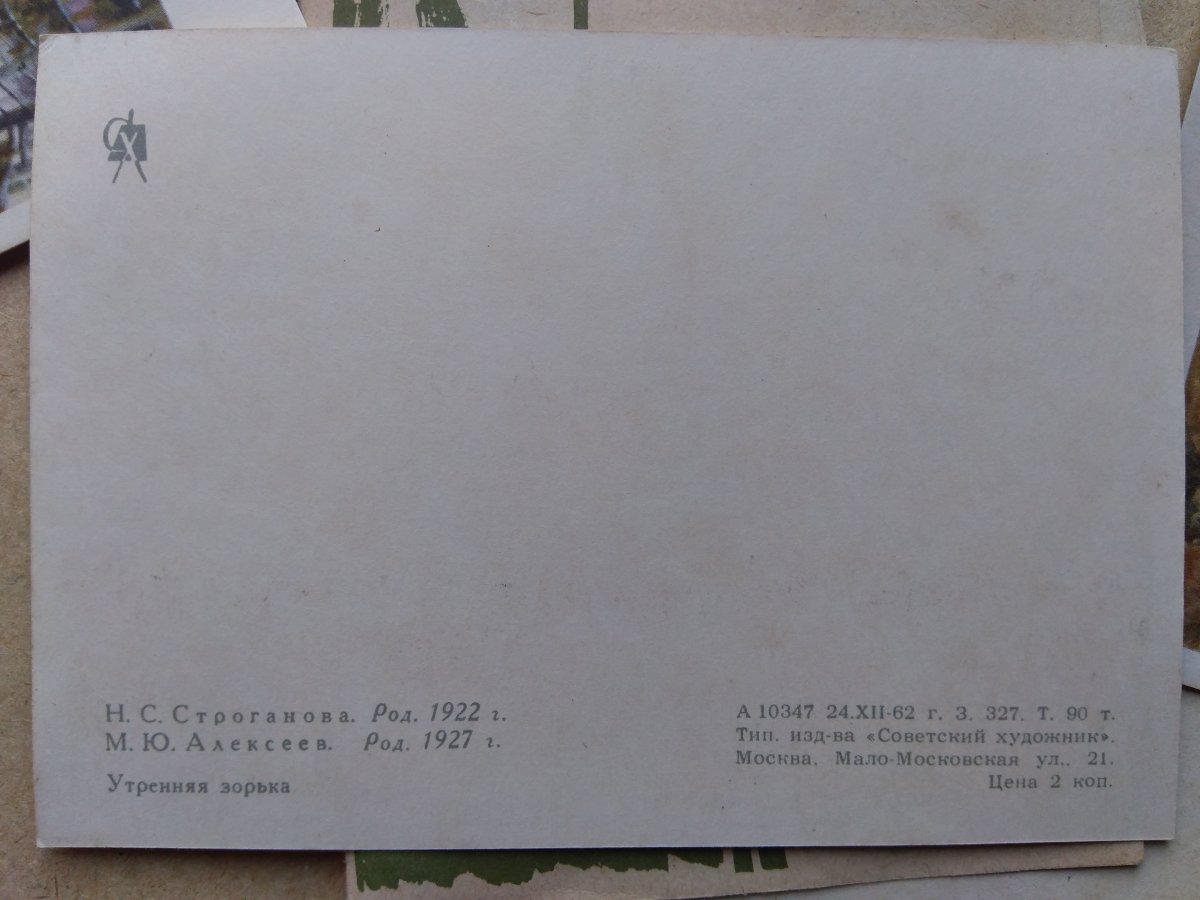 СХ
Н. С. Строганова. Род. 1922 г.
М. Ю. Алексеев. Род. 1927 г.
Утренняя зорька
А 10347 24.XII-62 г. З. 327. Т. 90 т.
Тип. изд-ва «Советский художник».
Москва, Мало-Московская ул., 21.
Цена 2 коп.